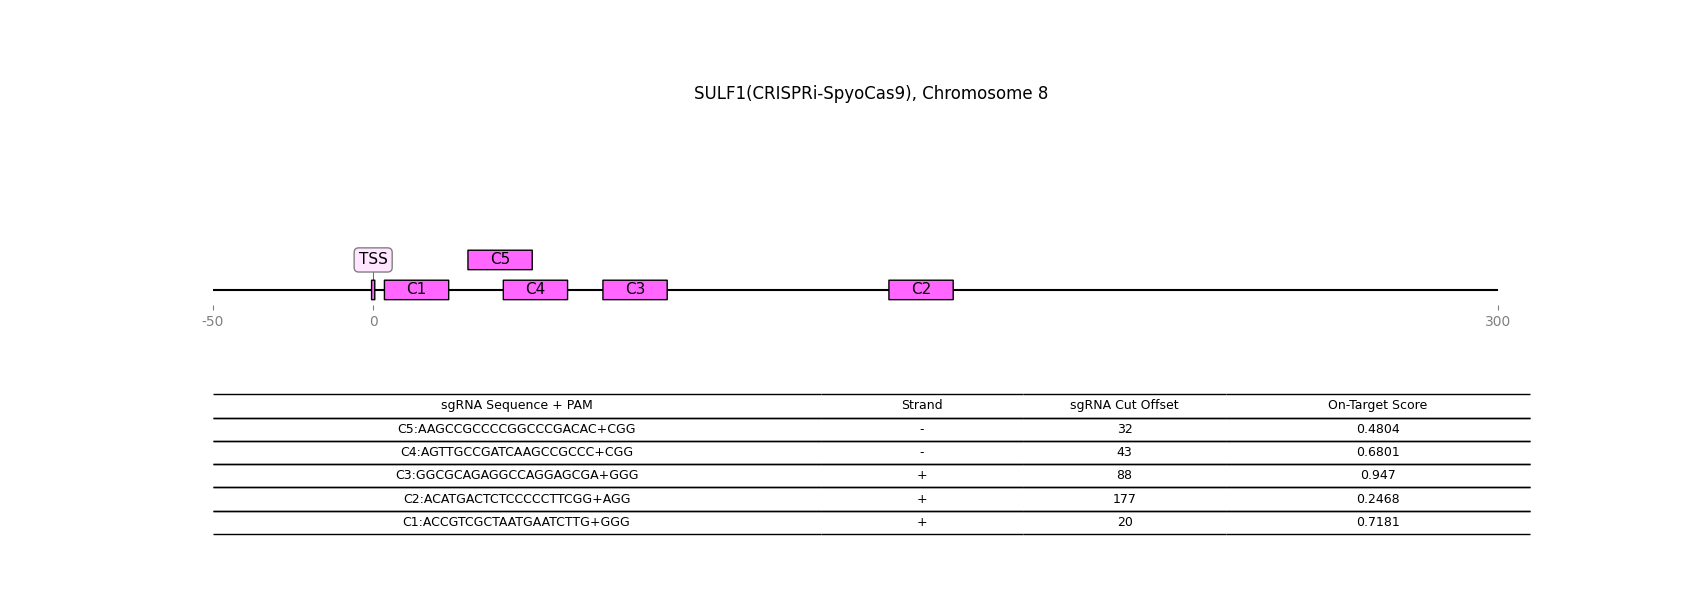 SULF1(CRISPRi-SpyoCas9), Chromosome 8
TSS C5
C1 C4 C3 C2
-50 0 300
sgRNA Sequence + PAM Strand sgRNA Cut Offset On-Target Score
C5:AAGCCGCCCCGGCCCGACAC+CGG - 32 0.4804
C4:AGTTGCCGATCAAGCCGCCC+CGG - 43 0.6801
C3:GGCGCAGAGGCCAGGAGCGA+GGG + 88 0.947
C2:ACATGACTCTCCCCCTTCGG+AGG + 177 0.2468
C1:ACCGTCGCTAATGAATCTTG+GGG + 20 0.7181